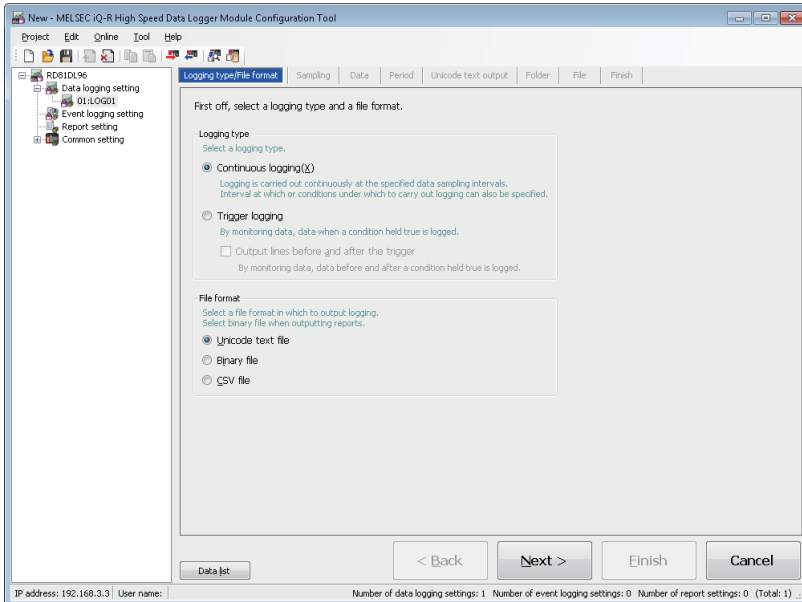 New - MELSEC iQ-R High Speed Data Logger Module Configuration Tool
Project Edit Online Tool Help
RD81DL96
Data logging setting
01:LOG01
Event logging setting
Report setting
Common setting
Logging type/File format Sampling Data Period Unicode text output Folder File Finish
First off, select a logging type and a file format.
Logging type
Select a logging type.
Continuous logging(X)
Logging is carried out continuously at the specified data sampling intervals.
Interval at which or conditions under which to carry out logging can also be specified.
Trigger logging
By monitoring data, data when a condition held true is logged.
Output lines before and after the trigger
By monitoring data, data before and after a condition held true is logged.
File format
Select a file format in which to output logging.
Select binary file when outputting reports.
Unicode text file
Binary file
CSV file
Data list
< Back Next > Finish Cancel
IP address: 192.168.3.3 User name: Number of data logging settings: 1 Number of event logging settings: 0 Number of report settings: 0 (Total: 1)